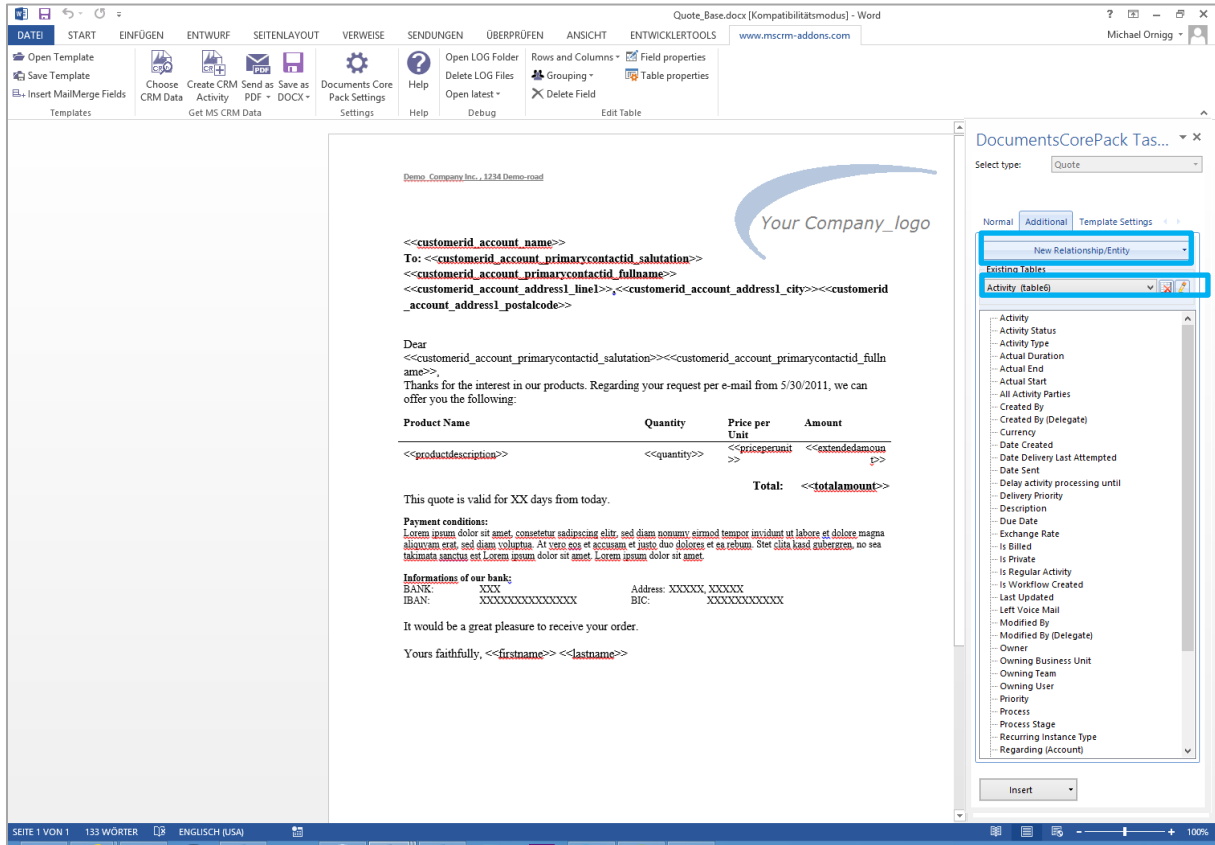 Quote_Base.docx [Kompatibilitätsmodus] - Word
DATEI START EINFÜGEN ENTWURF SEITENLAYOUT VERWEISE SENDUNGEN ÜBERPRÜFEN ANSICHT ENTWICKLERTOOLS www.mscrm-addons.com Michael Ornigg
Open Template
Save Template
Insert MailMerge Fields
Templates
Choose CRM Data
Create CRM Activity
Send as PDF
Save as DOCX
Get MS CRM Data
Documents Core Pack Settings
Settings
Help
Help
Open LOG Folder
Delete LOG Files
Open latest
Debug
Rows and Columns
Grouping
Delete Field
Field properties
Table properties
Edit Table
Demo Company Inc. , 1234 Demo-road
Your Company_logo
<<customerid_account_name>>
To: <<customerid_account_primarycontactid_salutation>>
<<customerid_account_primarycontactid_fullname>>
<<customerid_account_address1_line1>>,<<customerid_account_address1_city>><<customerid
_account_address1_postalcode>>
Dear
<<customerid_account_primarycontactid_salutation>><<customerid_account_primarycontactid_fulln
ame>>,
Thanks for the interest in our products. Regarding your request per e-mail from 5/30/2011, we can
offer you the following:
Product Name Quantity Price per Unit Amount
<<productdescription>> <<quantity>> <<priceperunit>> <<extendedamount>>
Total: <<totalamount>>
This quote is valid for XX days from today.
Payment conditions:
Lorem ipsum dolor sit amet, consetetur sadipscing elitr, sed diam nonumy eirmod tempor invidunt ut labore et dolore magna
aliquyam erat, sed diam voluptua. At vero eos et accusam et justo duo dolores et ea rebum. Stet clita kasd gubergren, no sea
takimata sanctus est Lorem ipsum dolor sit amet. Lorem ipsum dolor sit amet.
Informations of our bank:
BANK: XXX Address: XXXXX, XXXXX
IBAN: XXXXXXXXXXXXXX BIC: XXXXXXXXXXX
It would be a great pleasure to receive your order.
Yours faithfully, <<firstname>> <<lastname>>
DocumentsCorePack Tas...
Select type: Quote
Normal Additional Template Settings
New Relationship/Entity
Existing Tables
Activity (table6)
Activity
Activity Status
Activity Type
Actual Duration
Actual End
Actual Start
All Activity Parties
Created By
Created By (Delegate)
Currency
Date Created
Date Delivery Last Attempted
Date Sent
Delay activity processing until
Delivery Priority
Description
Due Date
Exchange Rate
Is Billed
Is Private
Is Regular Activity
Is Workflow Created
Last Updated
Left Voice Mail
Modified By
Modified By (Delegate)
Owner
Owning Business Unit
Owning Team
Owning User
Priority
Process
Process Stage
Recurring Instance Type
Regarding (Account)
Insert
SEITE 1 VON 1 133 WÖRTER ENGLISCH (USA) 100%